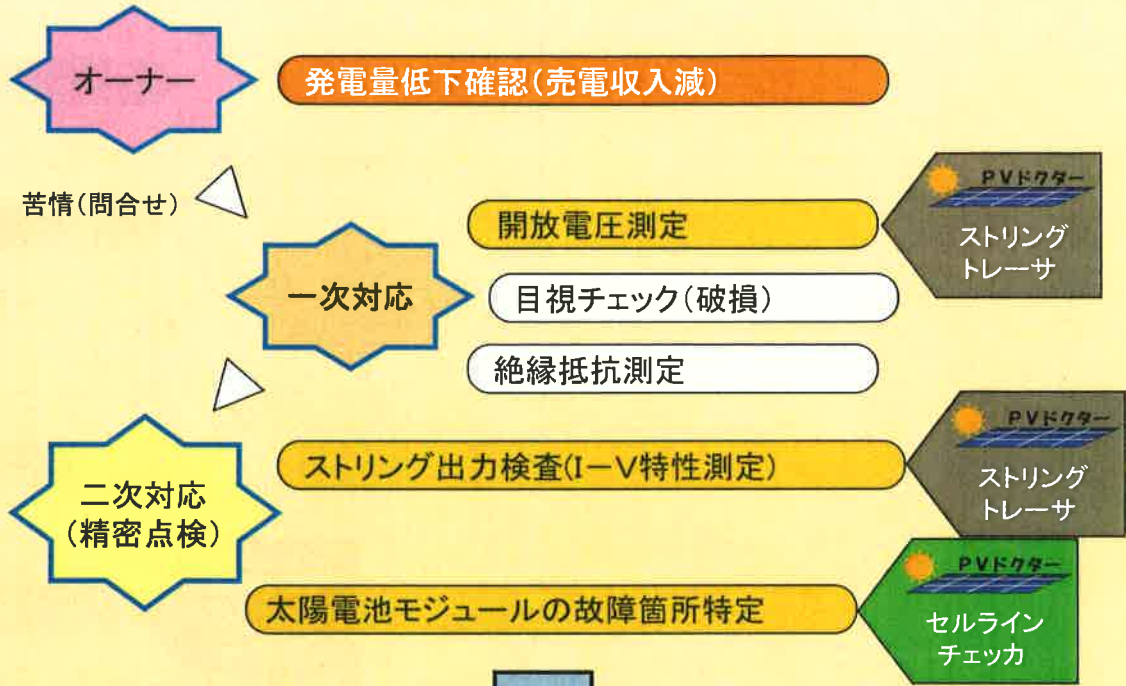 オーナー
発電量低下確認(売電収入減)
苦情(問合せ)
一次対応
開放電圧測定
PVドクター
ストリング
トレーサ
目視チェック(破損)
絶縁抵抗測定
二次対応
(精密点検)
ストリング出力検査(I－V特性測定)
PVドクター
ストリング
トレーサ
太陽電池モジュールの故障箇所特定
PVドクター
セルライン
チェッカ